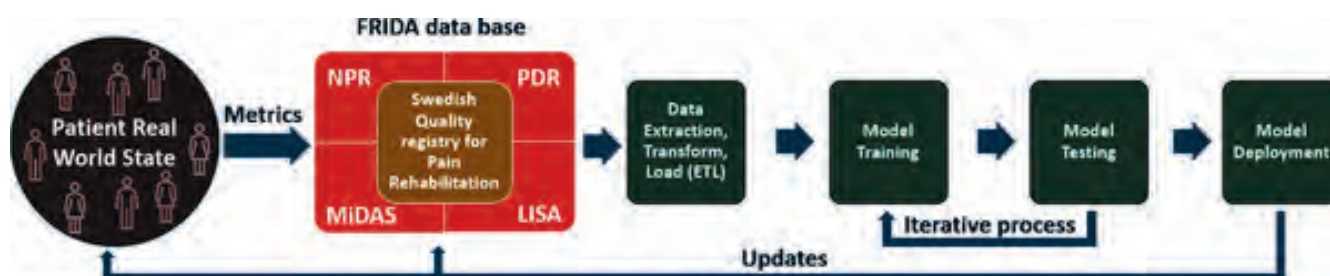 FRIDA data base
Patient Real
World State
Metrics
NPR
PDR
Swedish
Quality
registry for
Pain
Rehabilitation
MiDAS
LISA
Data
Extraction,
Transform,
Load (ETL)
Model
Training
Model
Testing
Model
Deployment
Iterative process
Updates